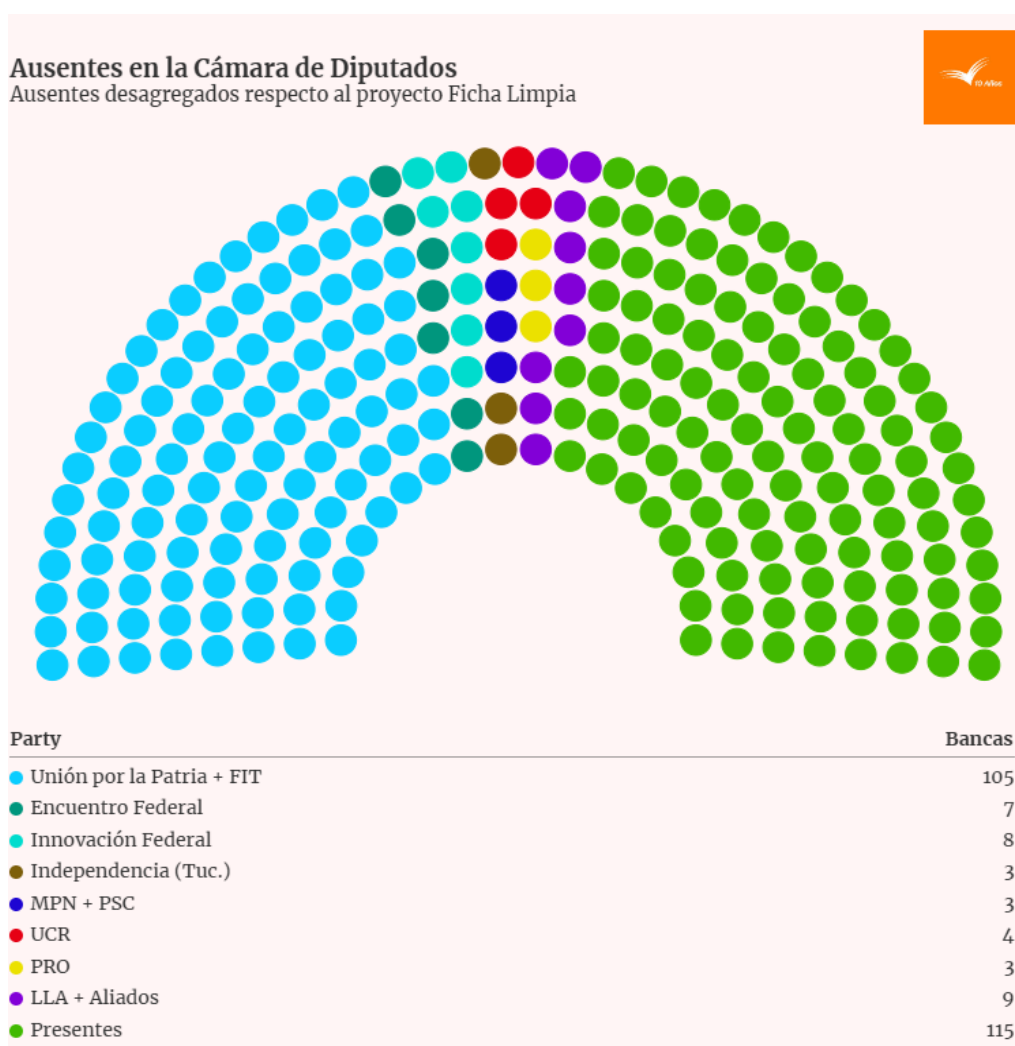 Ausentes en la Cámara de Diputados
Ausentes desagregados respecto al proyecto Ficha Limpia
10 Años
Party Bancas
Unión por la Patria + FIT 105
Encuentro Federal 7
Innovación Federal 8
Independencia (Tuc.) 3
MPN + PSC 3
UCR 4
PRO 3
LLA + Aliados 9
Presentes 115